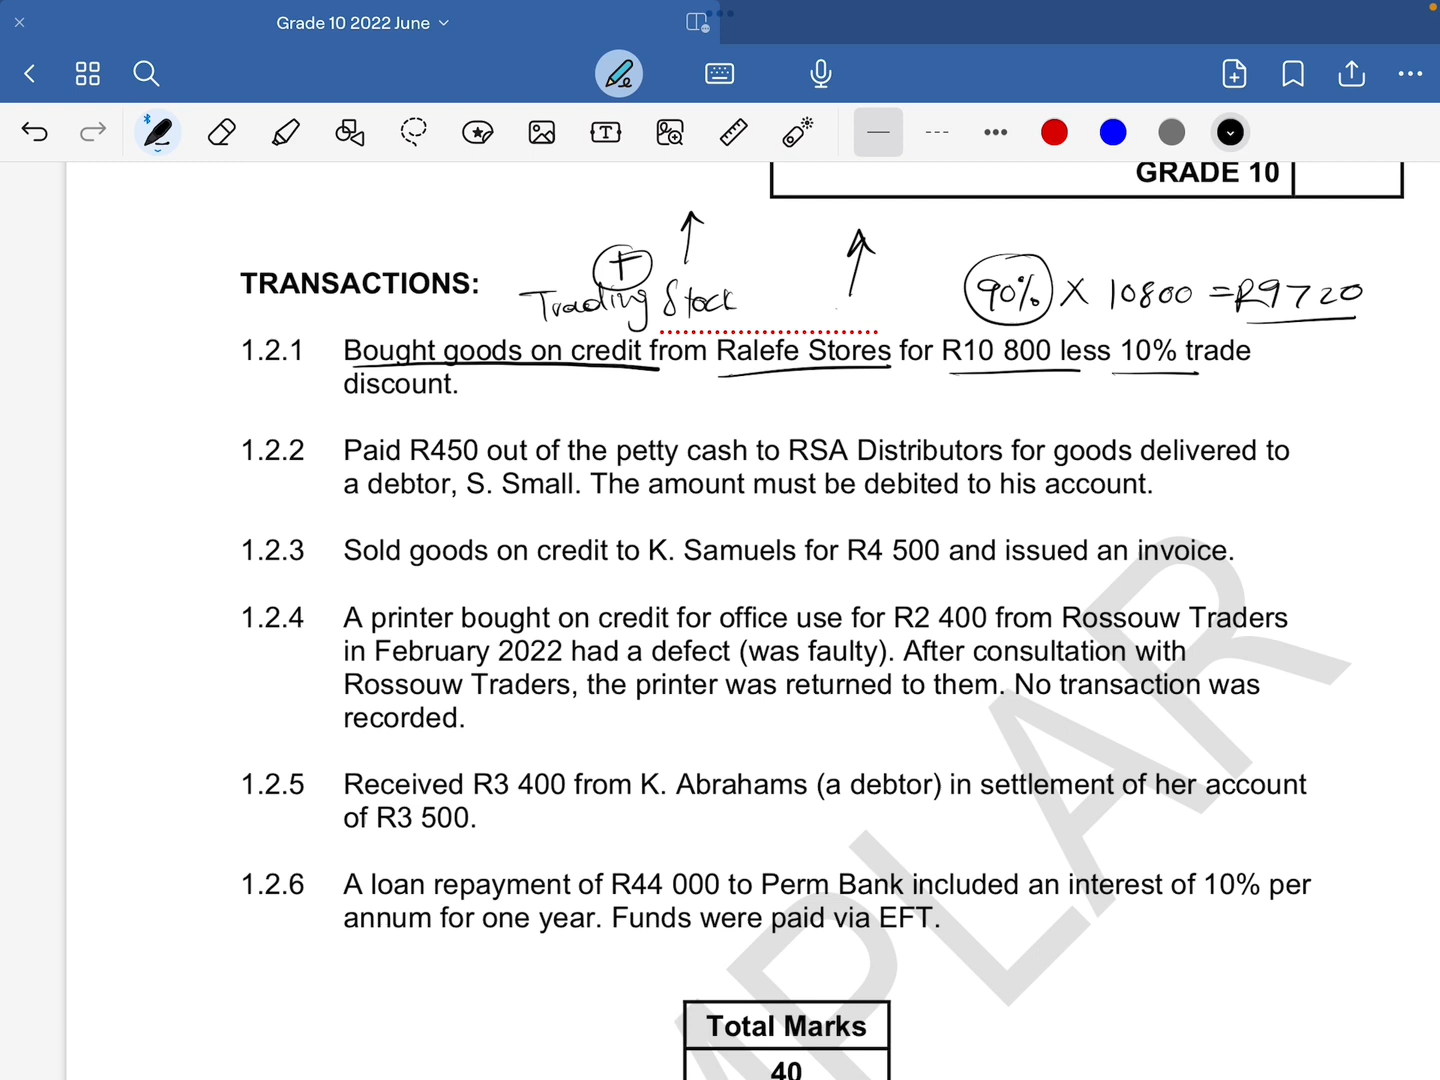 Grade 10 2022 June
GRADE 10
+
Trading Stock
90% X 10800 = R9720
TRANSACTIONS:
1.2.1 Bought goods on credit from Ralefe Stores for R10 800 less 10% trade
discount.
1.2.2 Paid R450 out of the petty cash to RSA Distributors for goods delivered to
a debtor, S. Small. The amount must be debited to his account.
1.2.3 Sold goods on credit to K. Samuels for R4 500 and issued an invoice.
1.2.4 A printer bought on credit for office use for R2 400 from Rossouw Traders
in February 2022 had a defect (was faulty). After consultation with
Rossouw Traders, the printer was returned to them. No transaction was
recorded.
1.2.5 Received R3 400 from K. Abrahams (a debtor) in settlement of her account
of R3 500.
1.2.6 A loan repayment of R44 000 to Perm Bank included an interest of 10% per
annum for one year. Funds were paid via EFT.
MPLAR
Total Marks
40